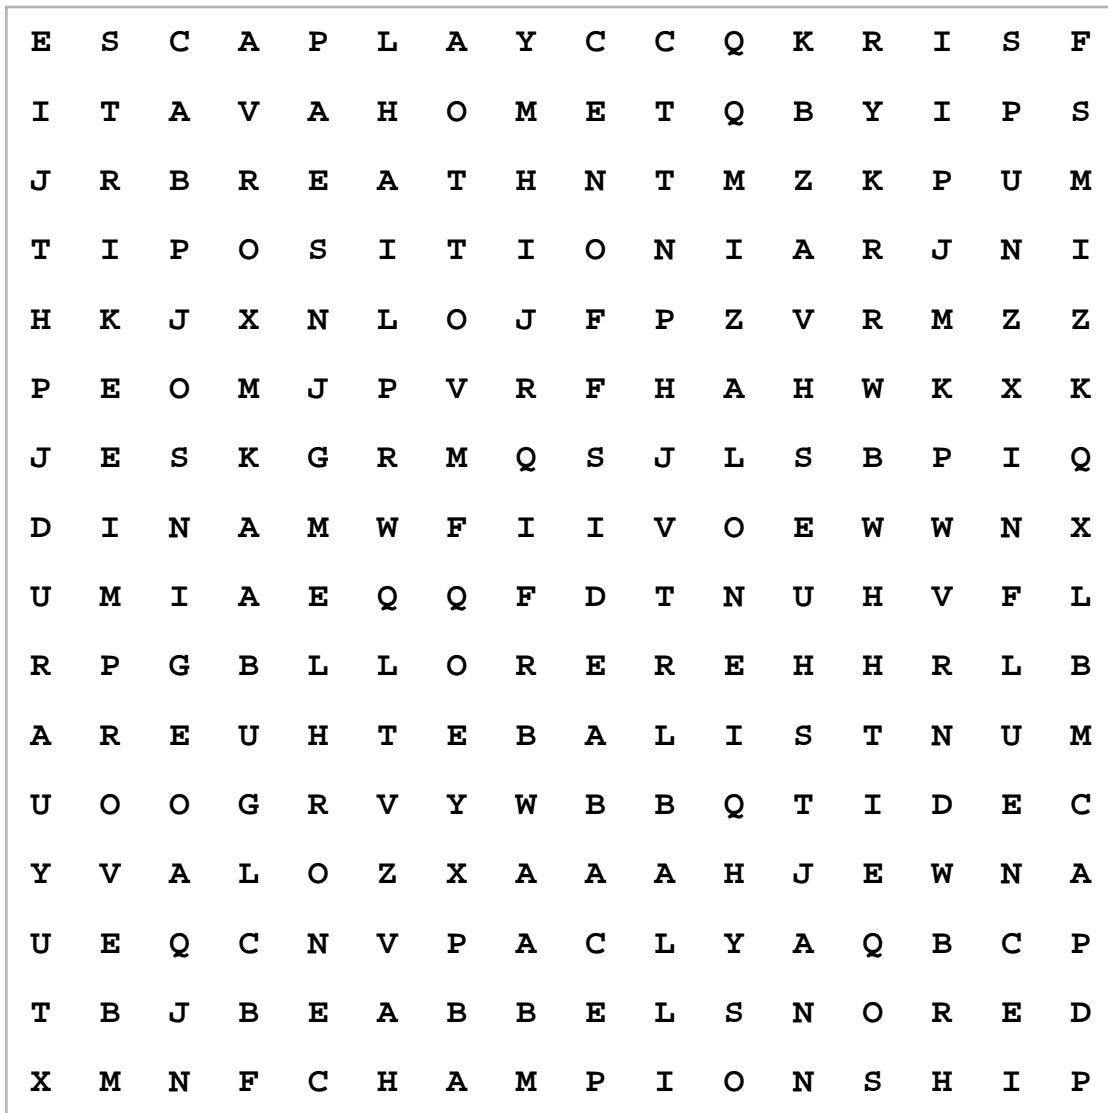 E S C A P L A Y C C Q K R I S F
I T A V A H O M E T Q B Y I P S
J R B R E A T H N T M Z K P U M
T I P O S I T I O N I A R J N I
H K J X N L O J F P Z V R M Z Z
P E O M J P V R F H A H W K X K
J E S K G R M Q S J L S B P I Q
D I N A M W F I I V O E W W N X
U M I A E Q Q F D T N U H V F L
R P G B L L O R E R E H H R L B
A R E U H T E B A L I S T N U M
U O O G R V Y W B B Q T I D E C
Y V A L O Z X A A A H J E W N A
U E Q C N V P A C L Y A Q B C P
T B J B E A B B E L S N O R E D
X M N F C H A M P I O N S H I P